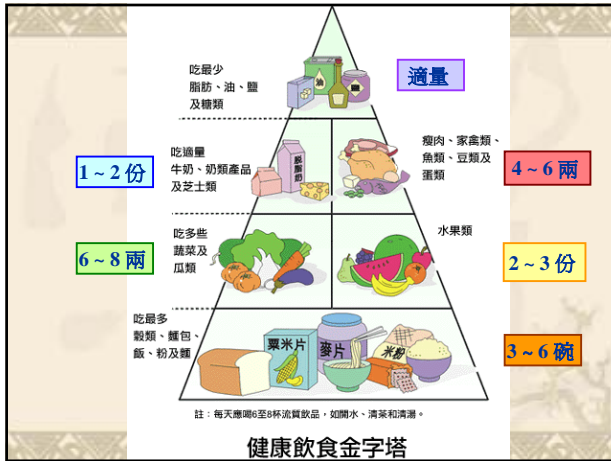 吃最少
脂肪、油、鹽
及糖類
適量
油
鹽
吃適量
牛奶、奶類產品
及芝士類
1 ~ 2 份
脫脂奶
瘦肉、家禽類、
魚類、豆類及
蛋類
4 ~ 6 兩
吃多些
蔬菜及
瓜類
6 ~ 8 兩
水果類
2 ~ 3 份
吃最多
穀類、麵包、
飯、粉及麵
粟米片
麥片
米粉
3 ~ 6 碗
註：每天應喝6至8杯流質飲品，如開水、清茶和清湯。
健康飲食金字塔